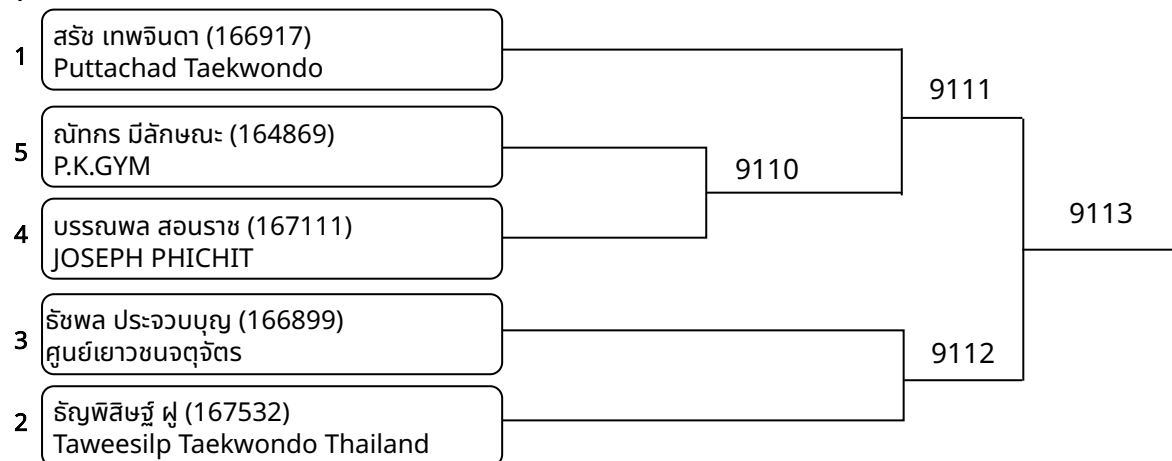 1
สรัช เทพจินดา (166917)
Puttachad Taekwondo
9111
5
ณัทกร มีลักษณะ (164869)
P.K.GYM
9110
4
บรรณพล สอนราช (167111)
JOSEPH PHICHIT
9113
3
ธัชพล ประจวบบุญ (166899)
ศูนย์เยาวชนจตุจัตร
9112
2
ธัญพิสิษฐ์ ฝู (167532)
Taweesilp Taekwondo Thailand